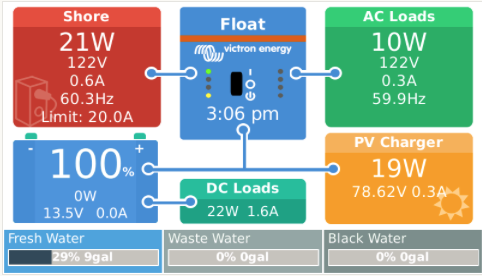 Shore
21W
122V
0.6A
60.3Hz
Limit: 20.0A
Float
victron energy
I
O
3:06 pm
AC Loads
10W
122V
0.3A
59.9Hz
- +
100%
0W
13.5V 0.0A
DC Loads
22W 1.6A
PV Charger
19W
78.62V 0.3A
Fresh Water
29% 9gal
Waste Water
0% 0gal
Black Water
0% 0gal